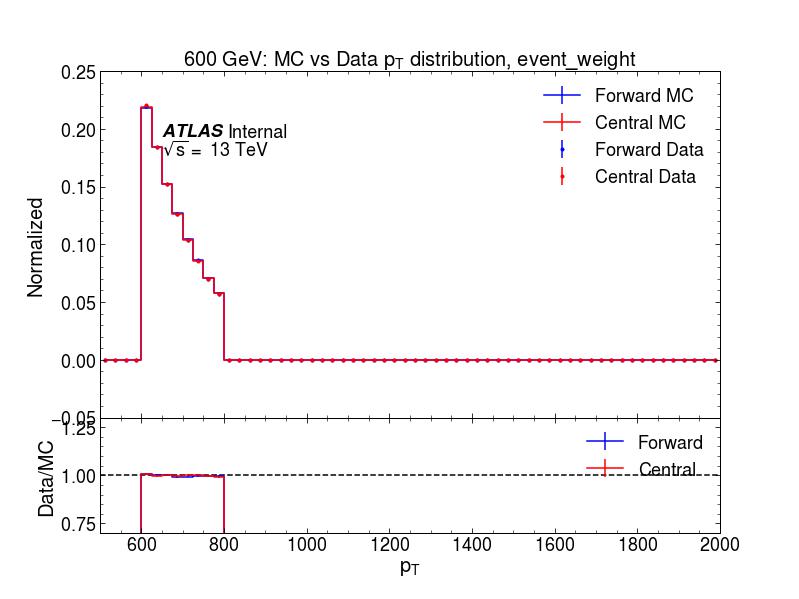 600 GeV: MC vs Data pT distribution, event_weight
0.25
Forward MC
Central MC
Forward Data
Central Data
ATLAS Internal
√s = 13 TeV
0.20
0.15
0.10
0.05
0.00
−0.05
Normalized
1.25
1.00
0.75
Data/MC
Forward
Central
600 800 1000 1200 1400 1600 1800 2000
pT